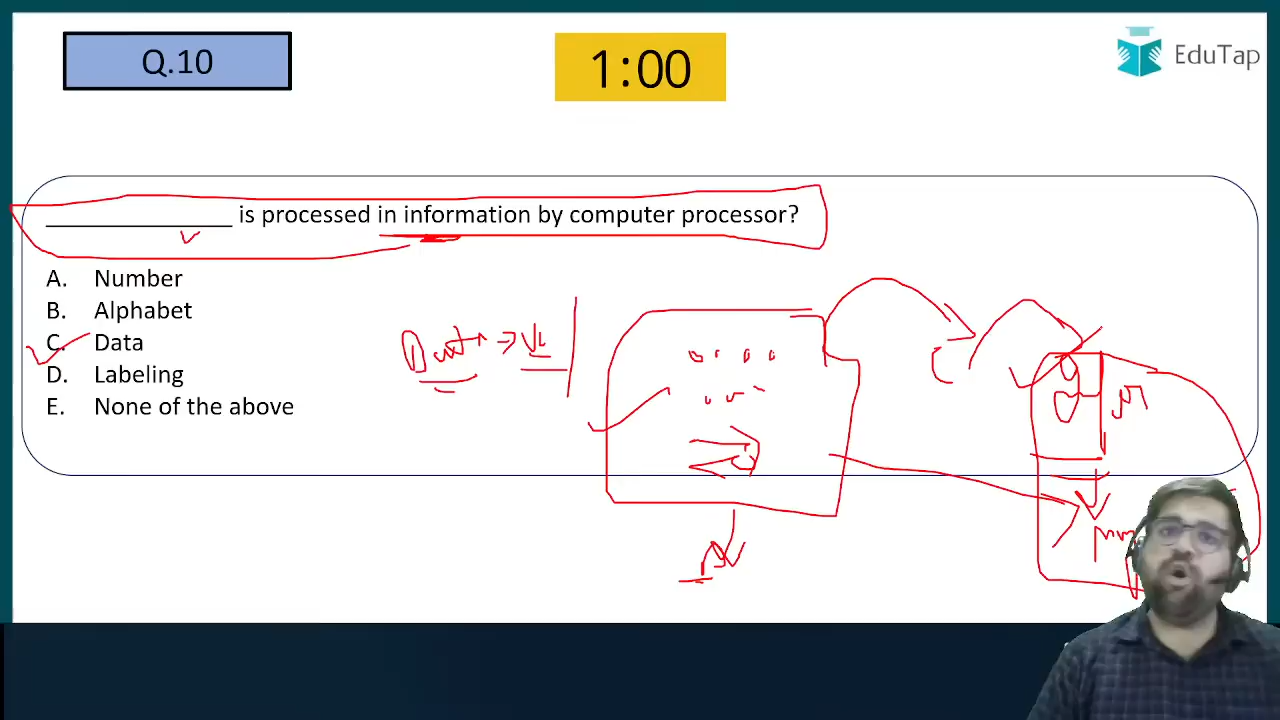 Q.10
1:00
EduTap
____________ is processed in information by computer processor?
A. Number
B. Alphabet
C. Data
D. Labeling
E. None of the above